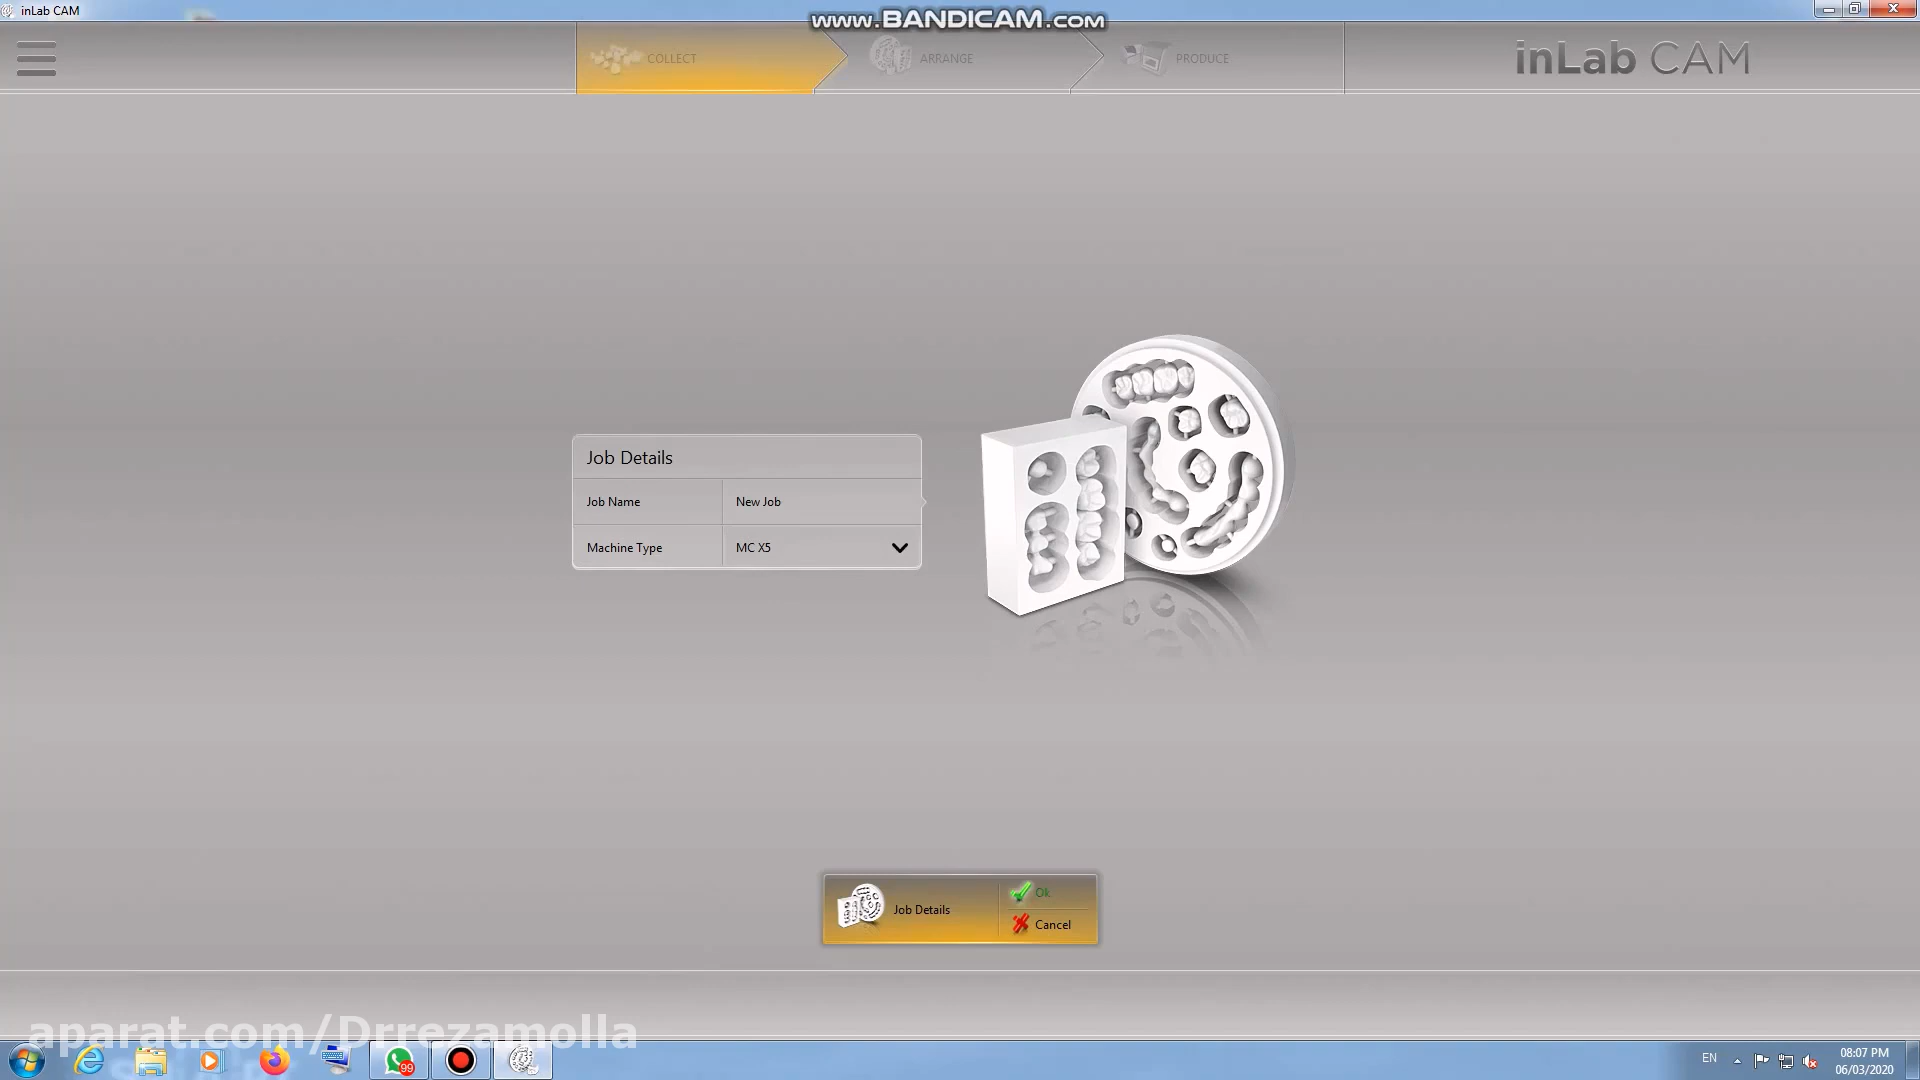 inLab CAM
www.BANDICAM.com
COLLECT
ARRANGE
PRODUCE
inLab CAM
Job Details
Job Name
New Job
Machine Type
MC X5
Job Details
Ok
Cancel
aparat.com/Drrezamolla
99
EN
08:07 PM
06/03/2020